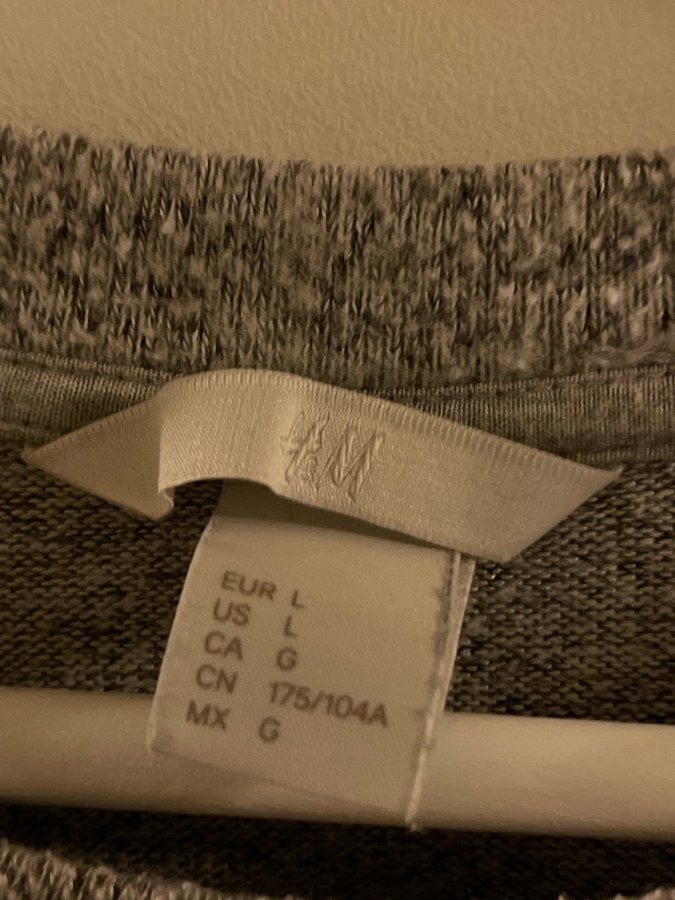 H&M
EUR L
US L
CA G
CN 175/104A
MX G